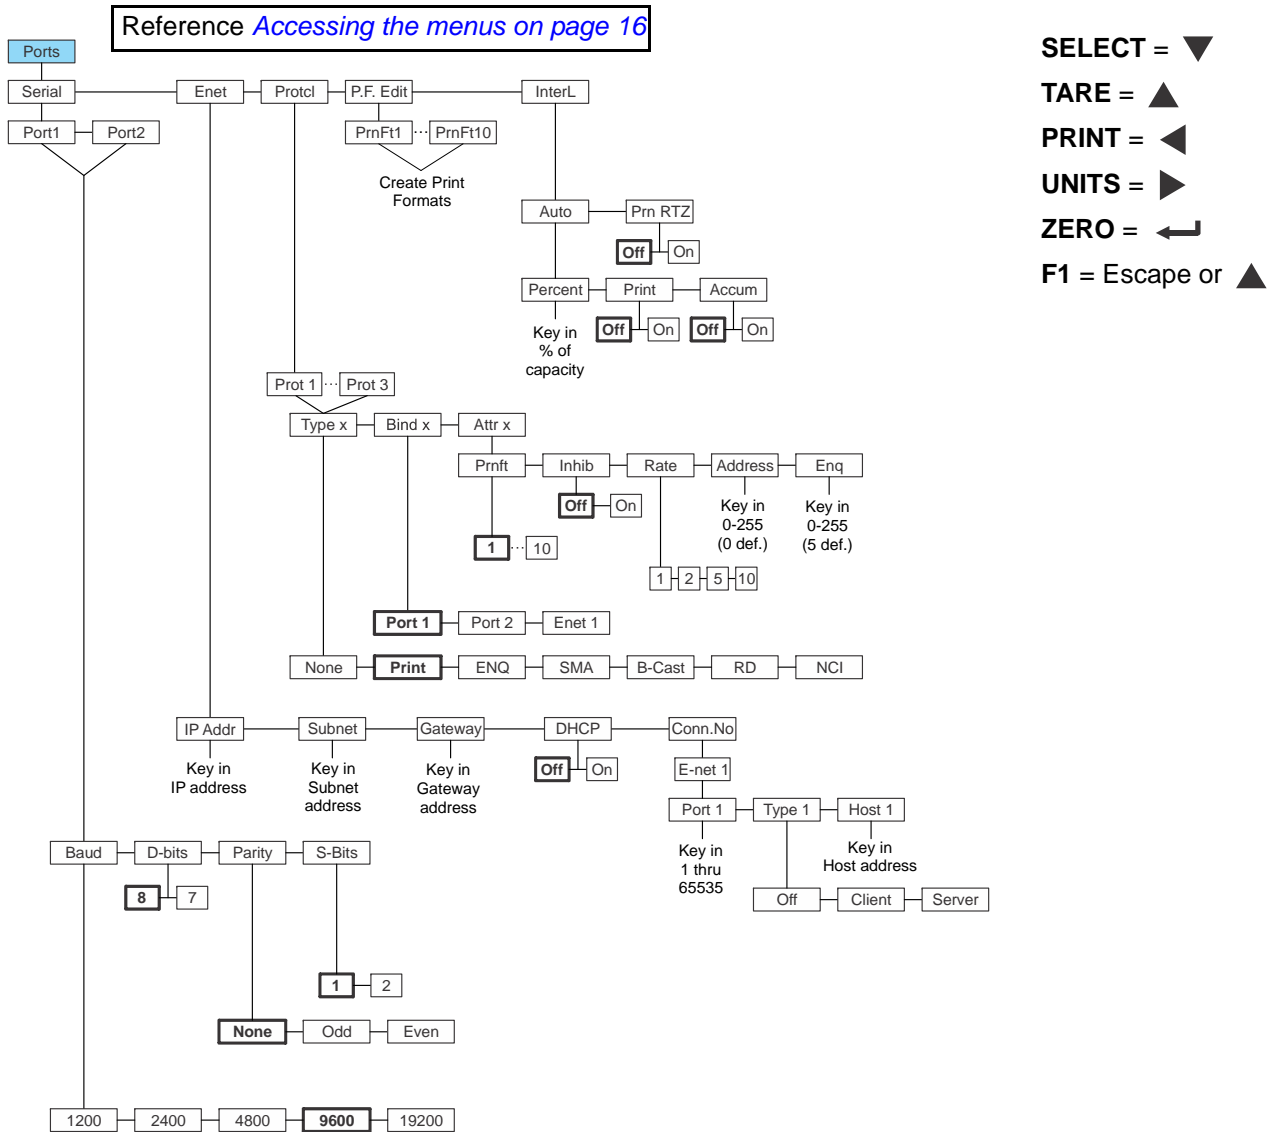 Reference Accessing the menus on page 16
SELECT = ▼
TARE = ▲
PRINT = ◀
UNITS = ▶
ZERO = ↵
F1 = Escape or ▲
Ports
Serial Enet Protcl P.F. Edit InterL
Port1 Port2 PrnFt1 ... PrnFt10
Create Print
Formats
Auto Prn RTZ
Off On
Percent Print Accum
Key in
% of
capacity
Off On Off On
Prot 1 ... Prot 3
Type x Bind x Attr x
Prnft Inhib Rate Address Enq
Off On
Key in
0-255
(0 def.)
Key in
0-255
(5 def.)
1 ... 10
1 2 5 10
Port 1 Port 2 Enet 1
None Print ENQ SMA B-Cast RD NCI
IP Addr Subnet Gateway DHCP Conn.No
Key in
IP address
Key in
Subnet
address
Key in
Gateway
address
Off On
E-net 1
Port 1 Type 1 Host 1
Key in
1 thru
65535
Key in
Host address
Off Client Server
Baud D-bits Parity S-Bits
8 7
1 2
None Odd Even
1200 2400 4800 9600 19200